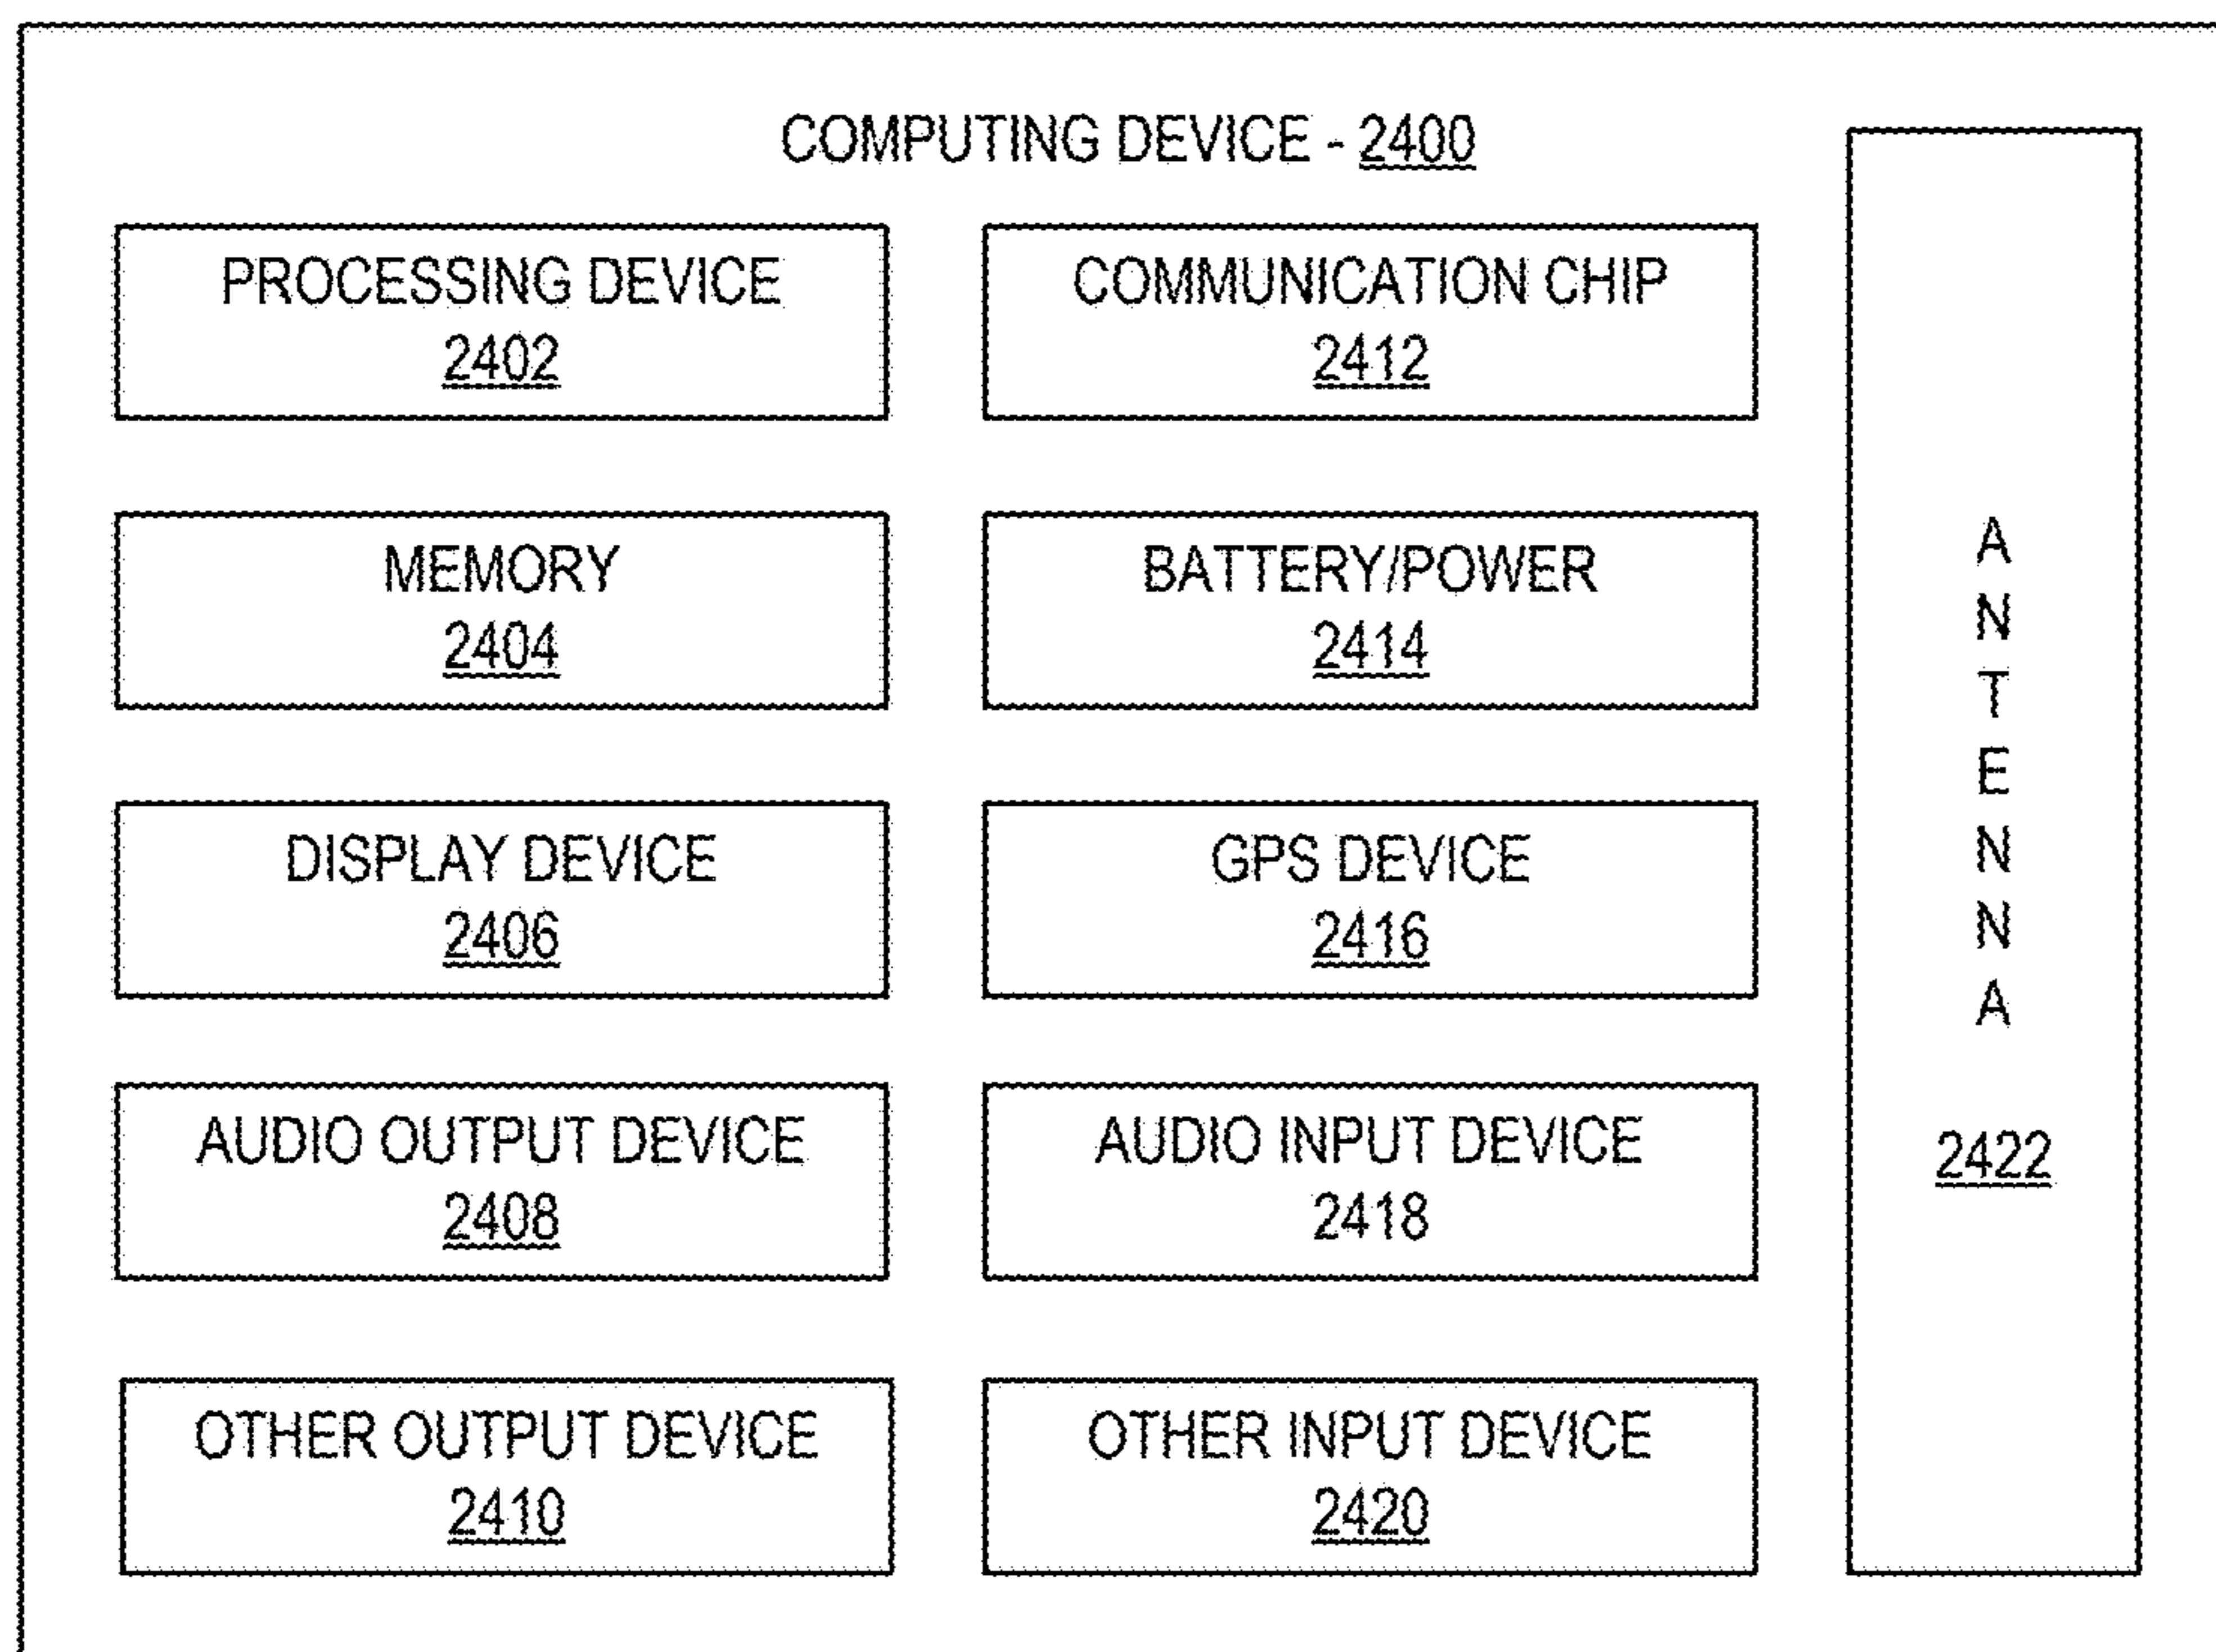 COMPUTING DEVICE - 2400
PROCESSING DEVICE
2402
COMMUNICATION CHIP
2412
MEMORY
2404
BATTERY/POWER
2414
DISPLAY DEVICE
2406
GPS DEVICE
2416
AUDIO OUTPUT DEVICE
2408
AUDIO INPUT DEVICE
2418
OTHER OUTPUT DEVICE
2410
OTHER INPUT DEVICE
2420
ANTENNA
2422